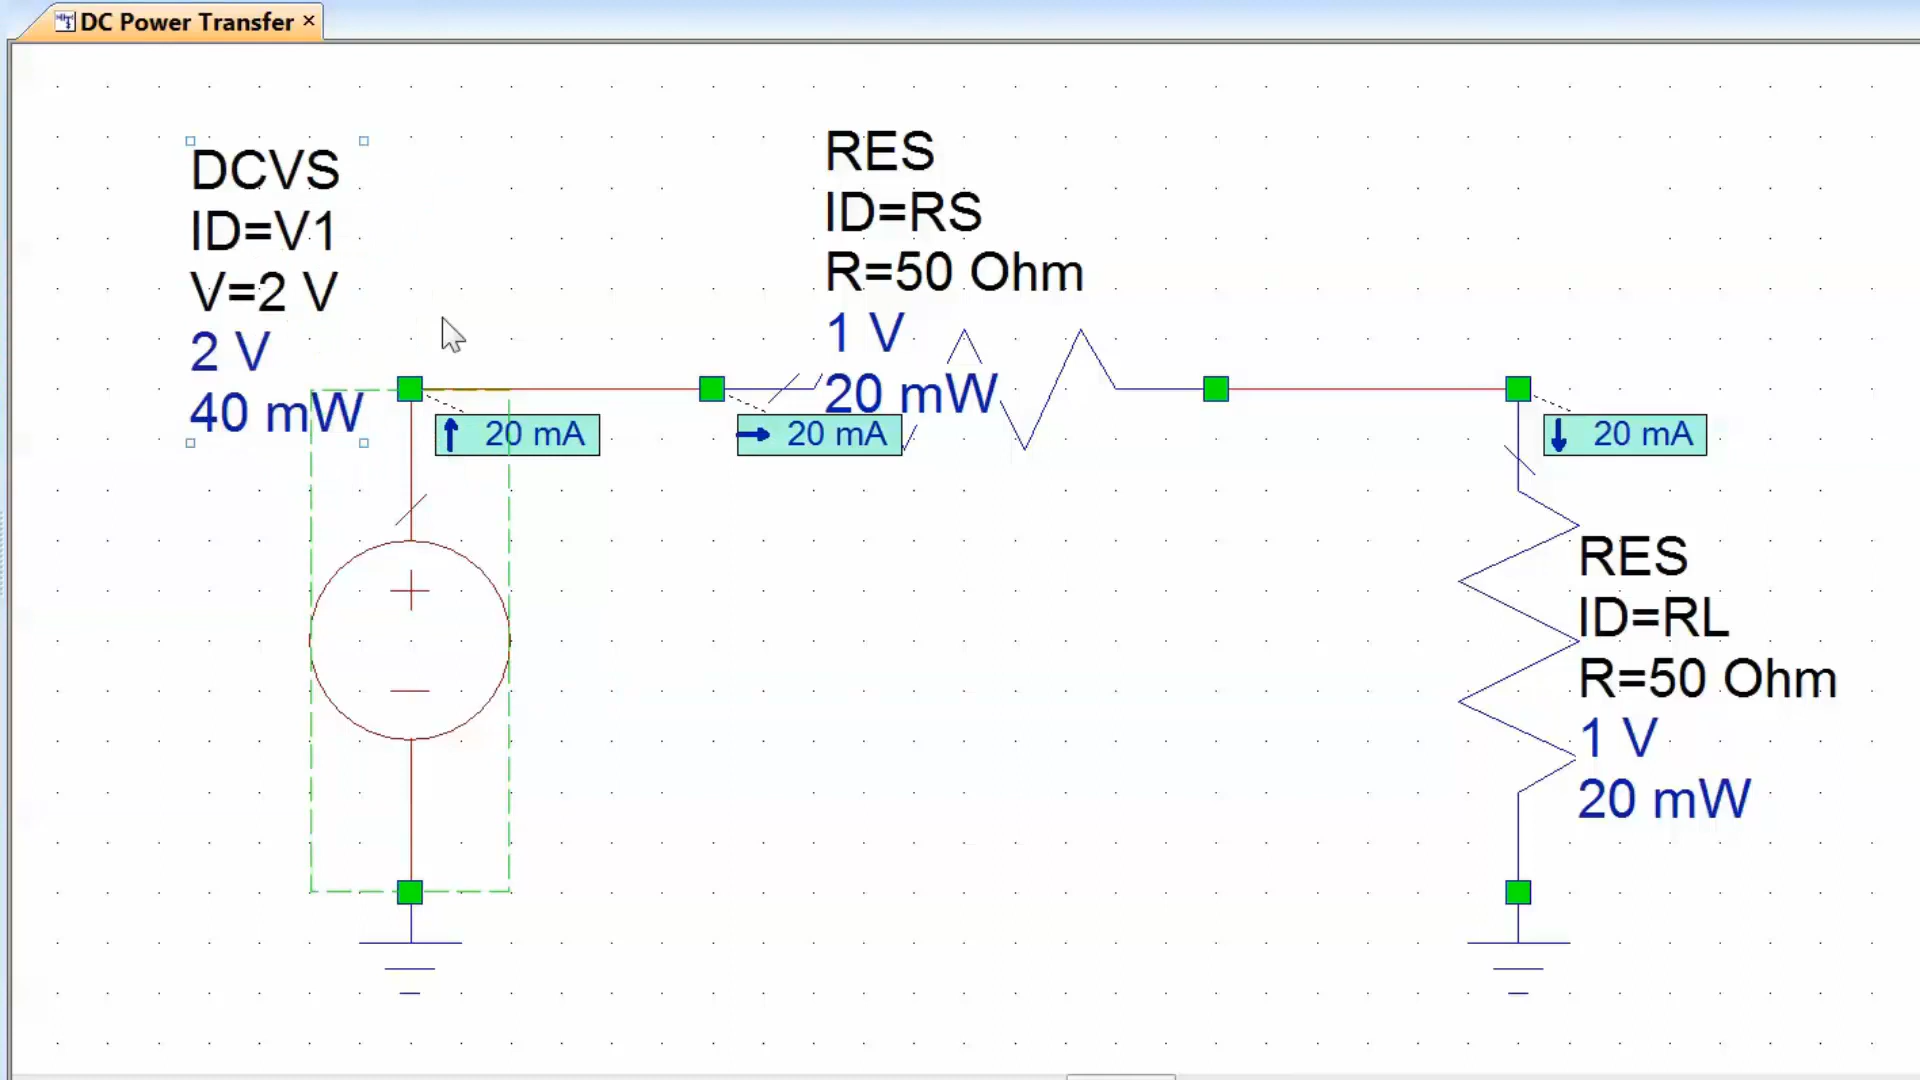 DC Power Transfer
DCVS
ID=V1
V=2 V
2 V
40 mW
RES
ID=RS
R=50 Ohm
1 V
20 mW
20 mA
20 mA
20 mA
RES
ID=RL
R=50 Ohm
1 V
20 mW